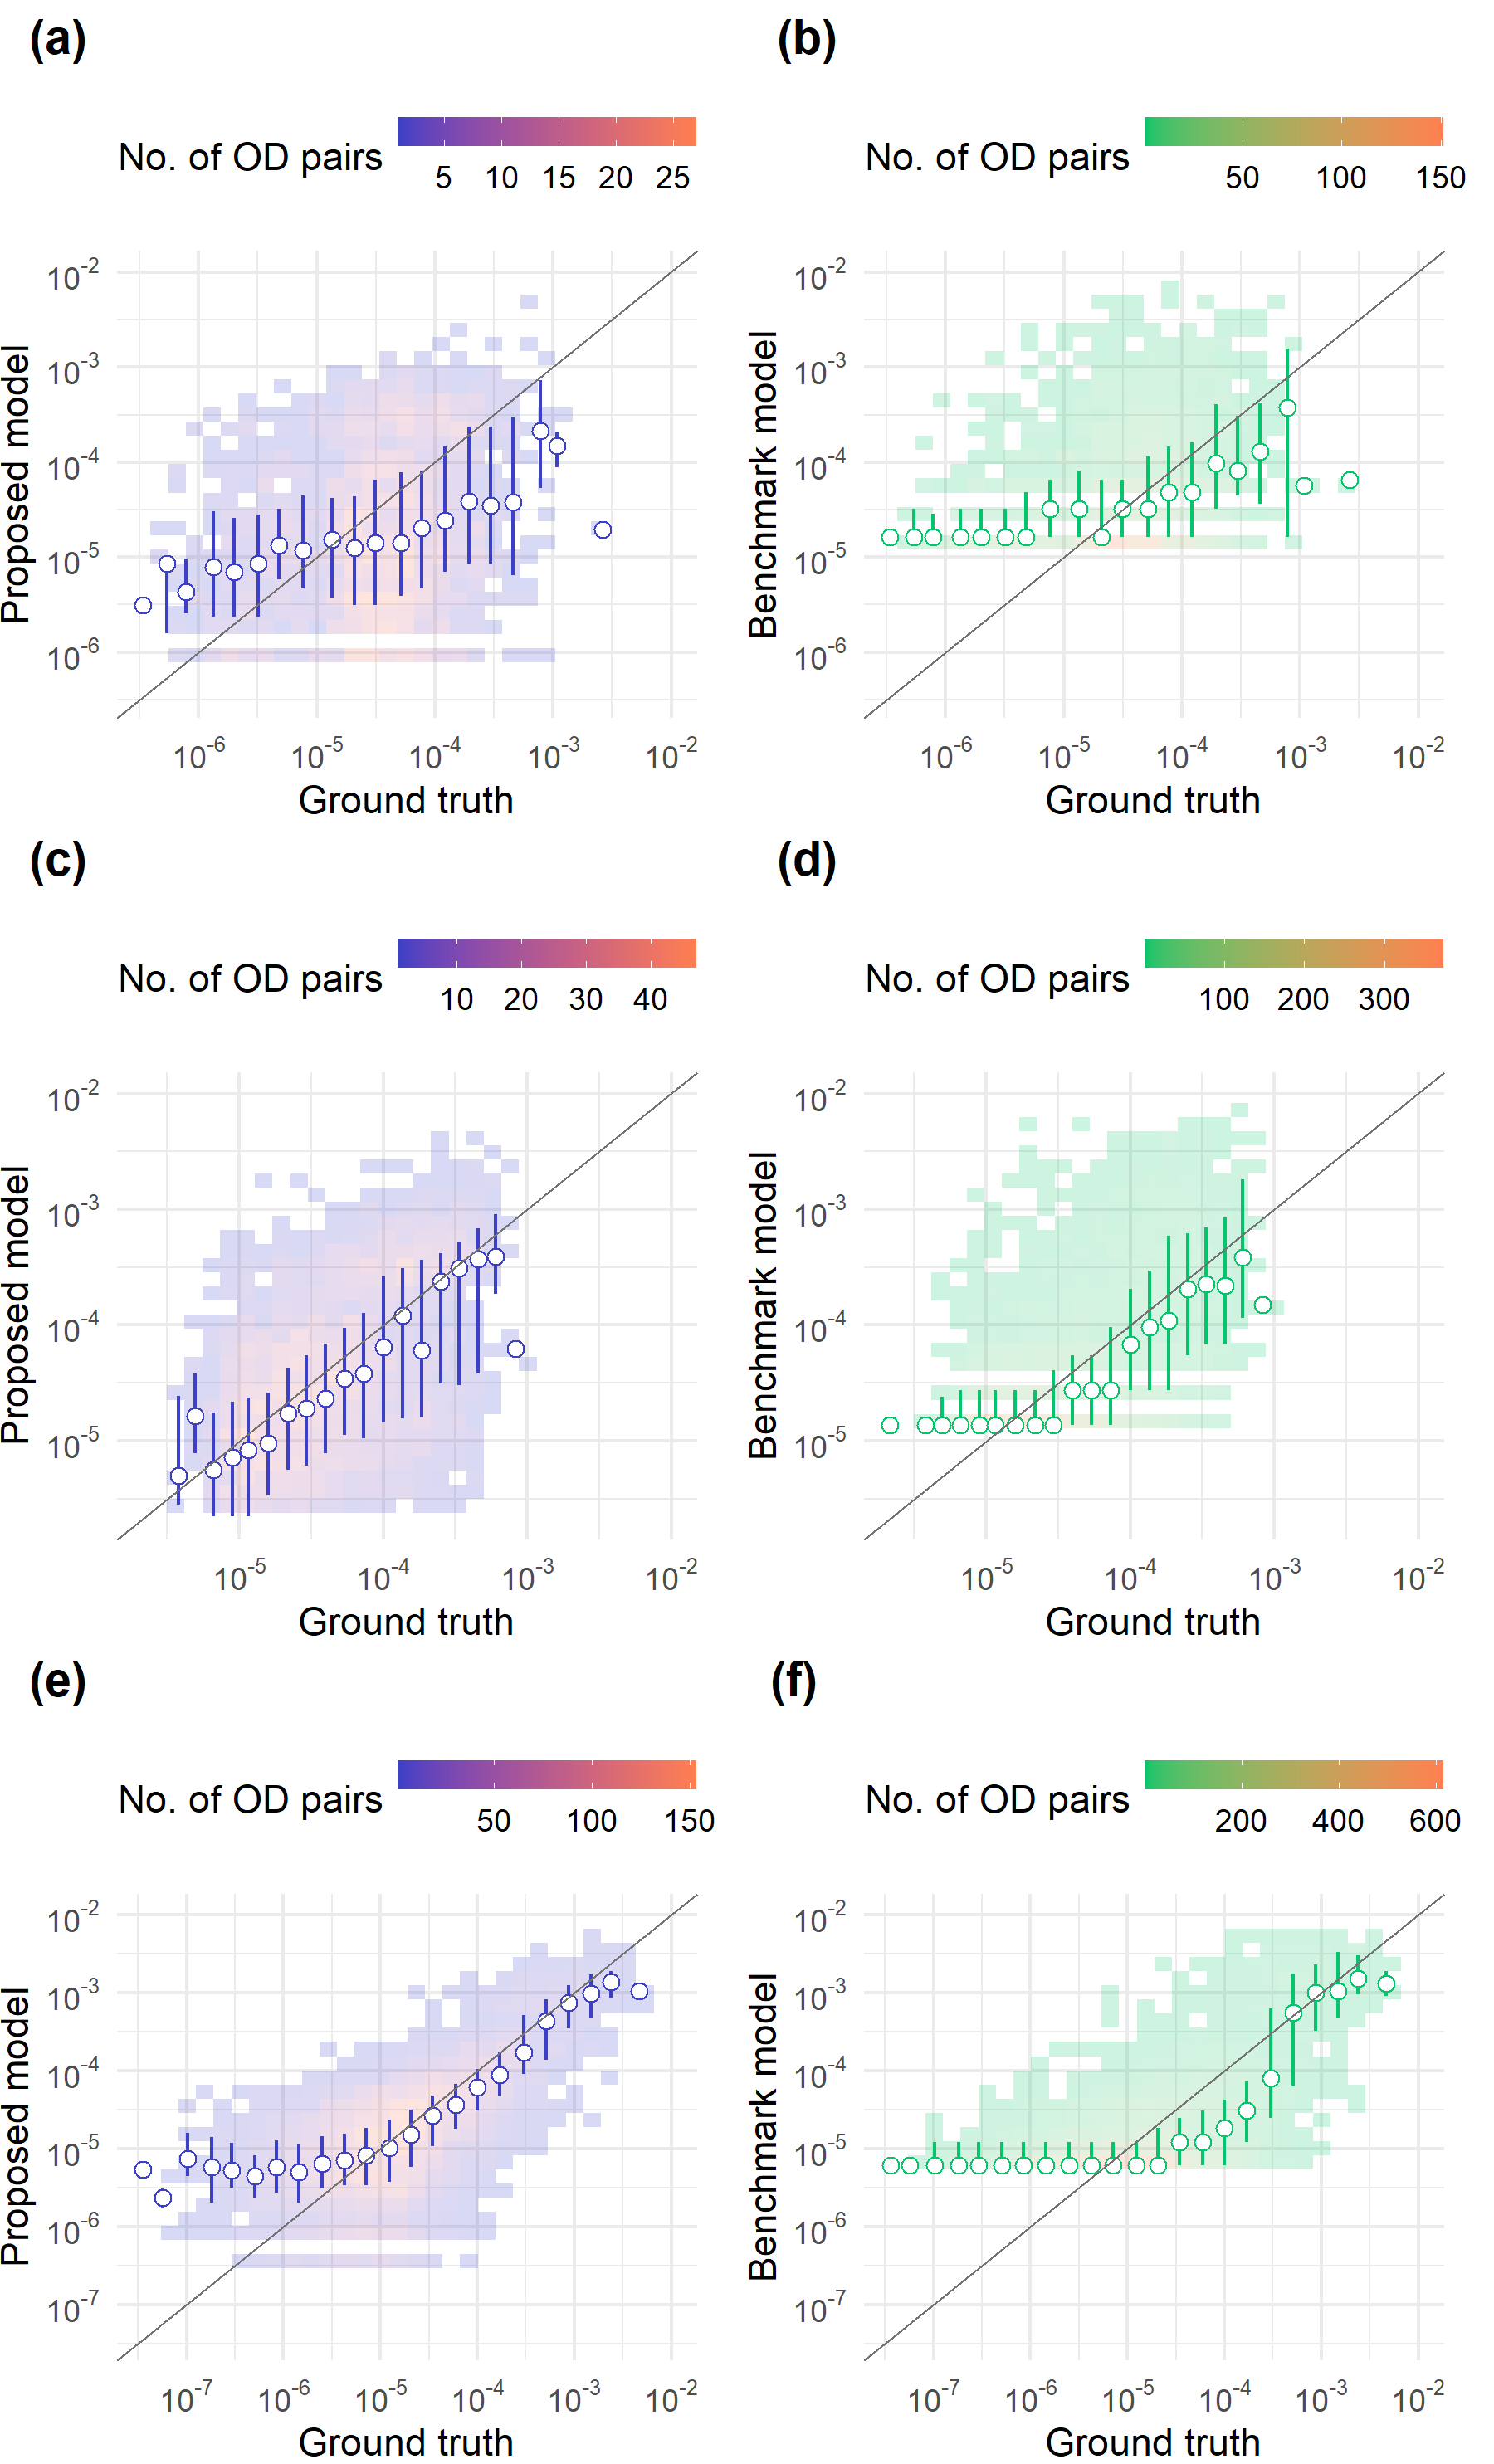 (a)
No. of OD pairs
5 10 15 20 25
Proposed model
10^-2
10^-3
10^-4
10^-5
10^-6
10^-6 10^-5 10^-4 10^-3 10^-2
Ground truth
(b)
No. of OD pairs
50 100 150
Benchmark model
10^-2
10^-3
10^-4
10^-5
10^-6
10^-6 10^-5 10^-4 10^-3 10^-2
Ground truth
(c)
No. of OD pairs
10 20 30 40
Proposed model
10^-2
10^-3
10^-4
10^-5
10^-5 10^-4 10^-3 10^-2
Ground truth
(d)
No. of OD pairs
100 200 300
Benchmark model
10^-2
10^-3
10^-4
10^-5
10^-5 10^-4 10^-3 10^-2
Ground truth
(e)
No. of OD pairs
50 100 150
Proposed model
10^-2
10^-3
10^-4
10^-5
10^-6
10^-7
10^-7 10^-6 10^-5 10^-4 10^-3 10^-2
Ground truth
(f)
No. of OD pairs
200 400 600
Benchmark model
10^-2
10^-3
10^-4
10^-5
10^-6
10^-7
10^-7 10^-6 10^-5 10^-4 10^-3 10^-2
Ground truth